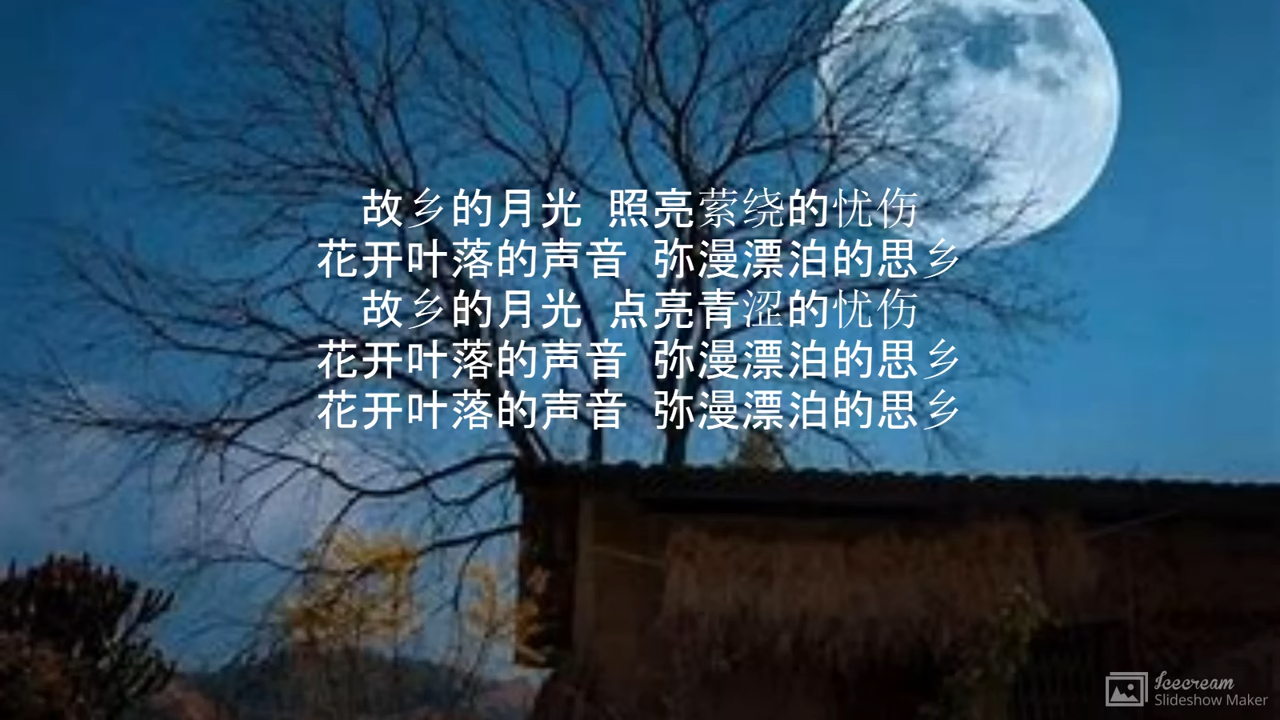 故乡的月光 照亮萦绕的忧伤
花开叶落的声音 弥漫漂泊的思乡
故乡的月光 点亮青涩的忧伤
花开叶落的声音 弥漫漂泊的思乡
花开叶落的声音 弥漫漂泊的思乡
Icecream
Slideshow Maker